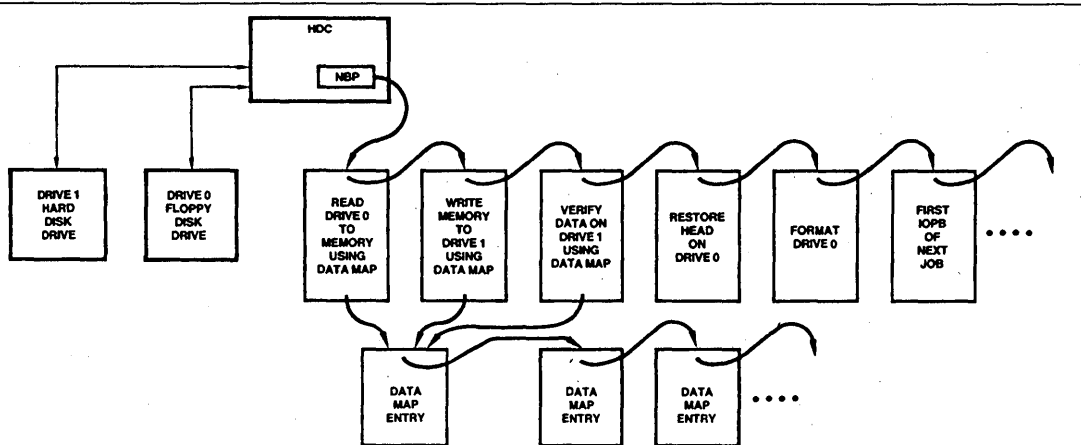 HDC
NBP
DRIVE 1
HARD
DISK
DRIVE
DRIVE 0
FLOPPY
DISK
DRIVE
READ
DRIVE 0
TO
MEMORY
USING
DATA MAP
WRITE
MEMORY
TO
DRIVE 1
USING
DATA MAP
VERIFY
DATA ON
DRIVE 1
USING
DATA MAP
RESTORE
HEAD
ON
DRIVE 0
FORMAT
DRIVE 0
FIRST
IOPB
OF
NEXT
JOB
DATA
MAP
ENTRY
DATA
MAP
ENTRY
DATA
MAP
ENTRY